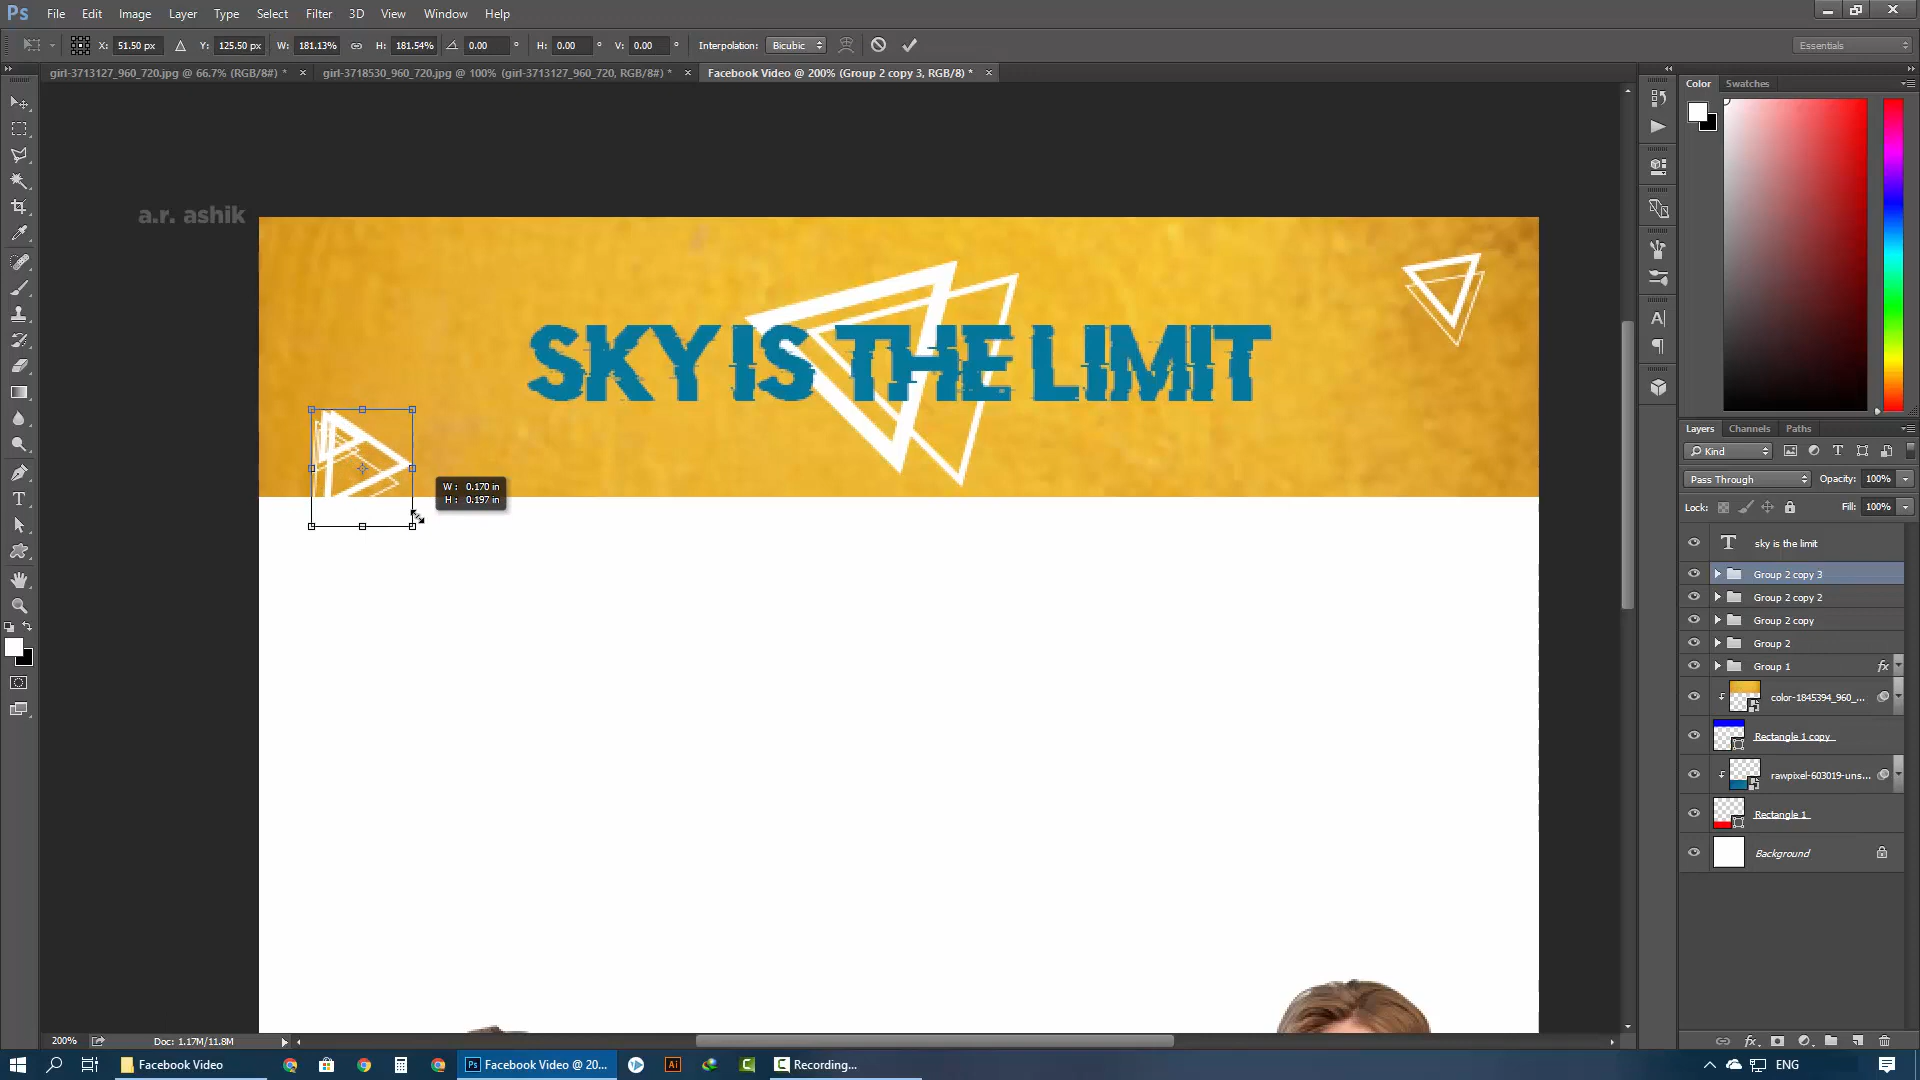 File Edit Image Layer Type Select Filter 3D View Window Help
X: 51.50 px Y: 125.50 px W: 181.13% H: 181.54% 0.00 ° H: 0.00 ° V: 0.00 ° Interpolation: Bicubic Essentials
girl-3713127_960_720.jpg @ 66.7% (RGB/8#) * girl-3718530_960_720.jpg @ 100% (girl-3713127_960_720, RGB/8#) * Facebook Video @ 200% (Group 2 copy 3, RGB/8) *
Color Swatches
a.r. ashik
SKY IS THE LIMIT
W: 0.170 in
H: 0.197 in
Layers Channels Paths
Kind
Pass Through Opacity: 100%
Lock: Fill: 100%
sky is the limit
Group 2 copy 3
Group 2 copy 2
Group 2 copy
Group 2
Group 1 fx
color-1845394_960_...
Rectangle 1 copy
rawpixel-603019-uns...
Rectangle 1
Background
200% Doc: 1.17M/11.8M
Facebook Video Facebook Video @ 20... Recording... ENG